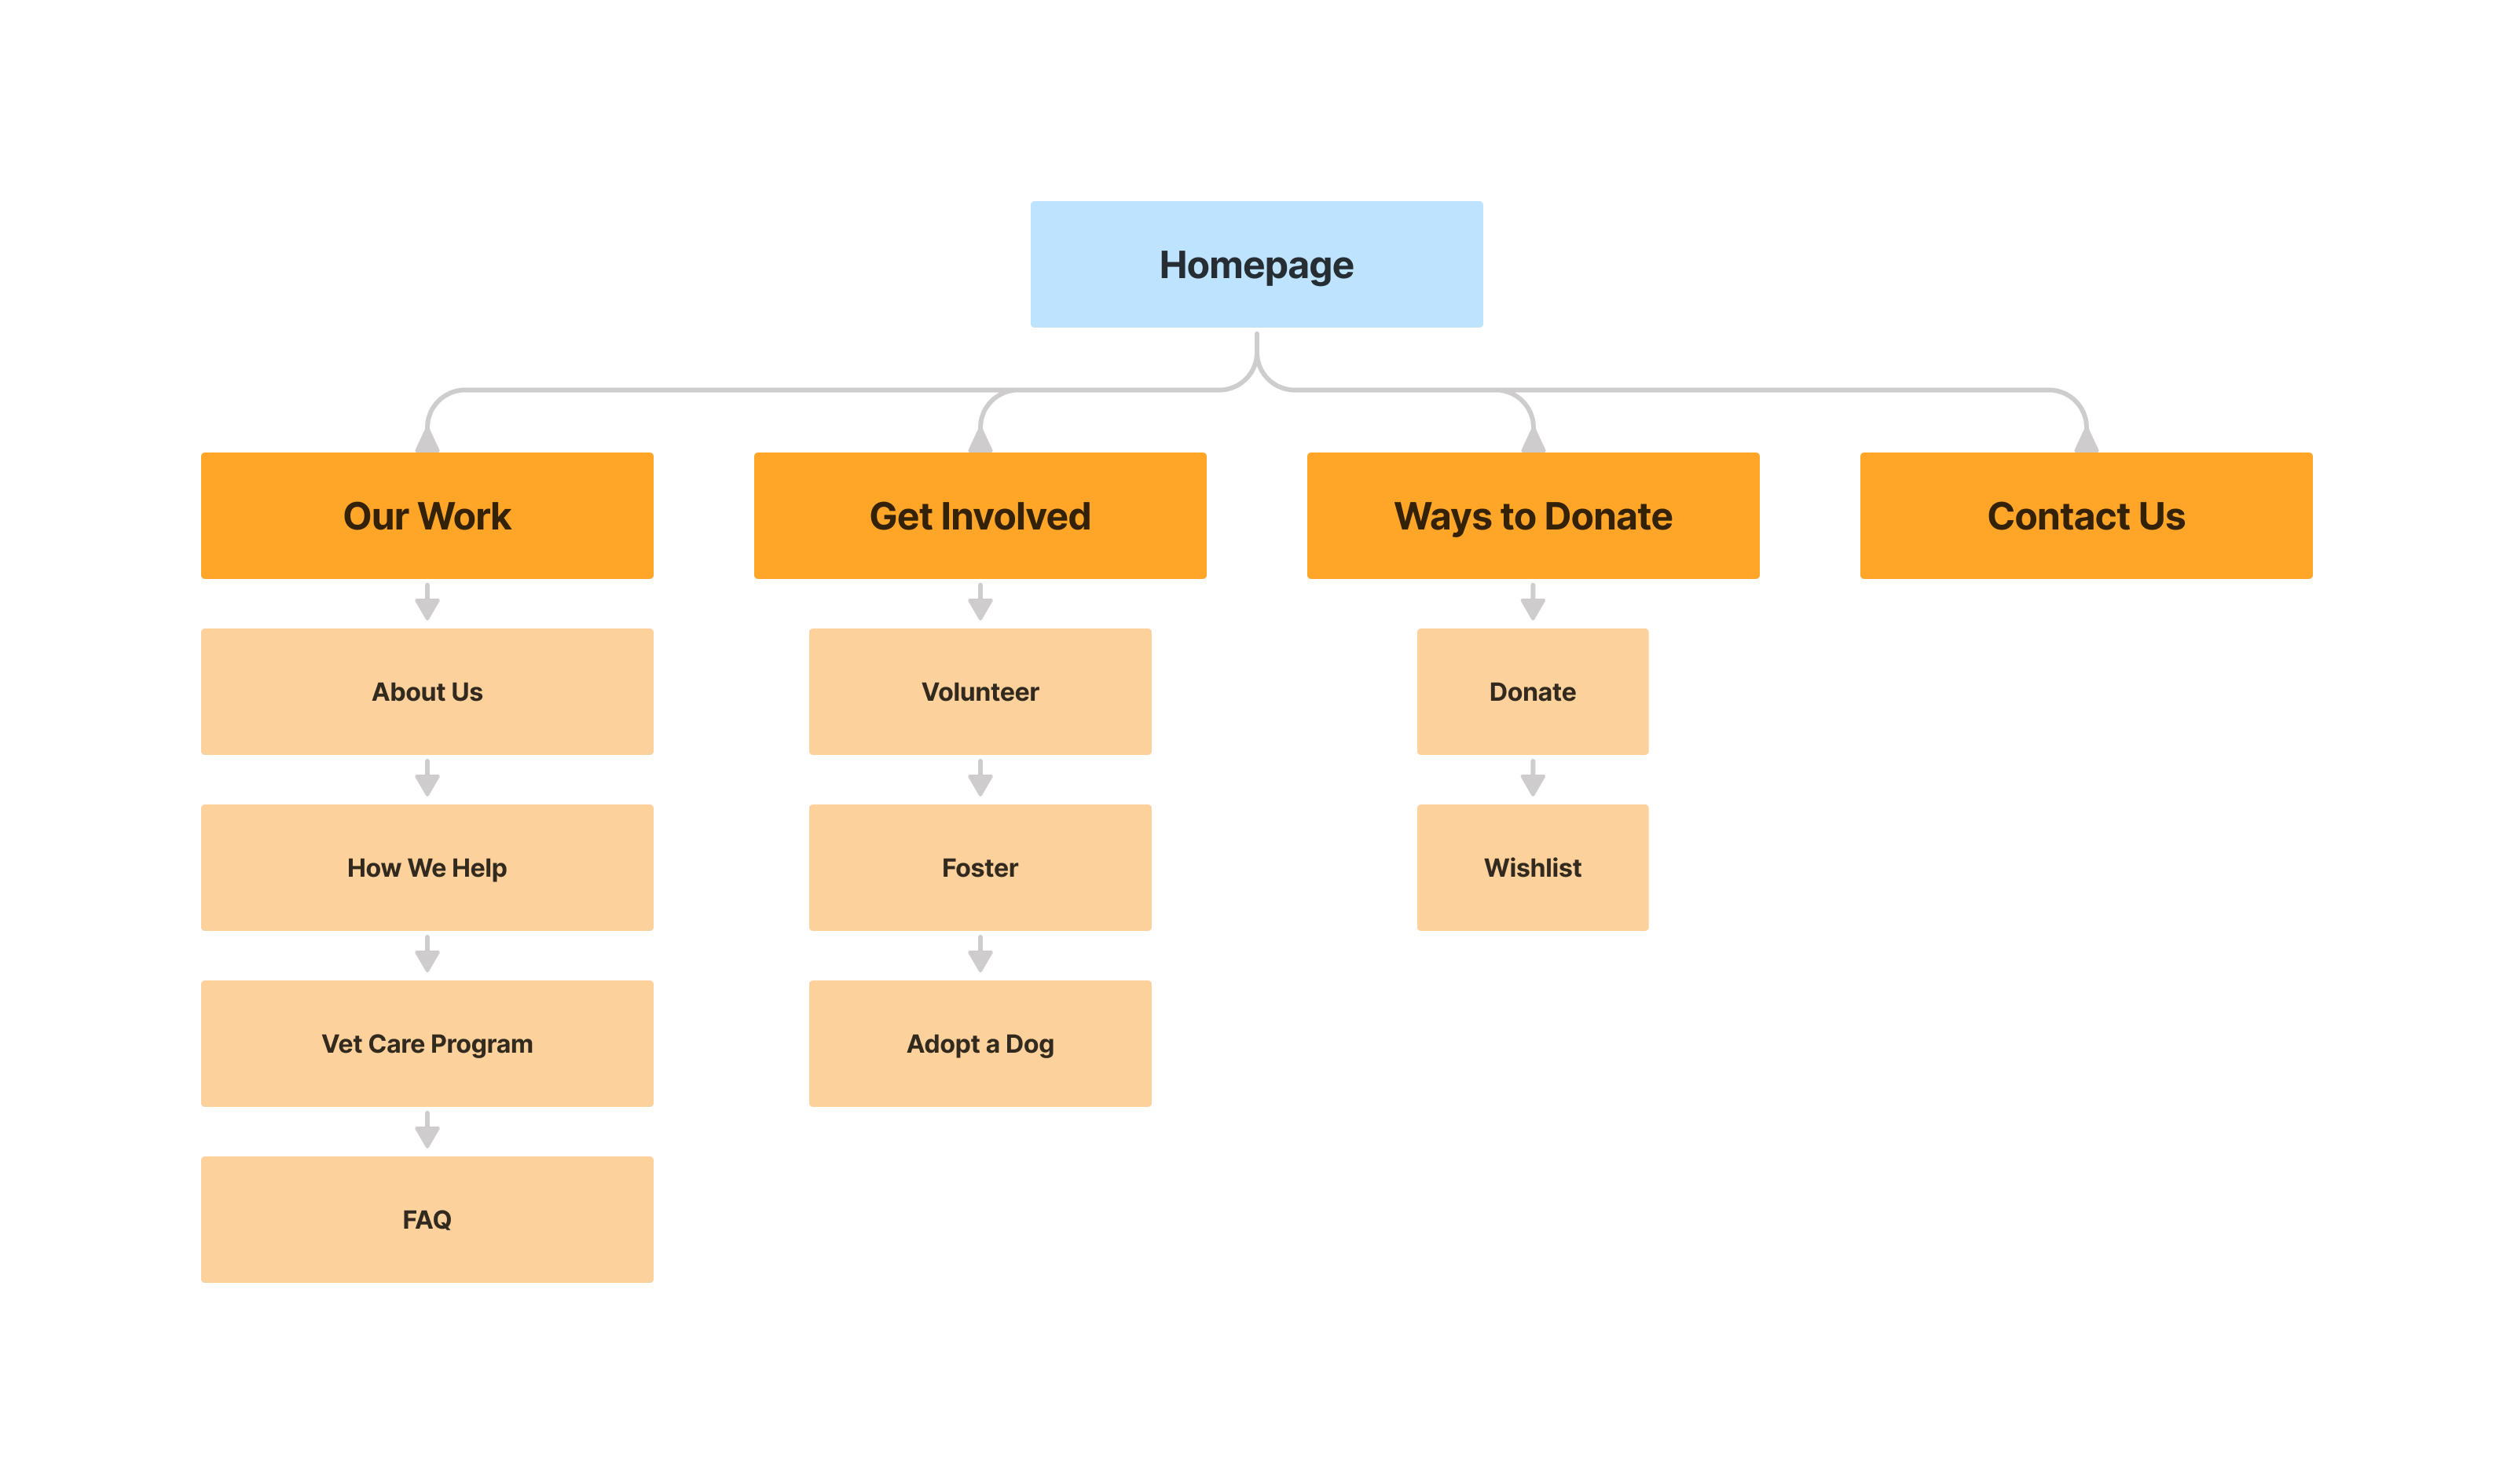 Homepage
Our Work
Get Involved
Ways to Donate
Contact Us
About Us
Volunteer
Donate
How We Help
Foster
Wishlist
Vet Care Program
Adopt a Dog
FAQ